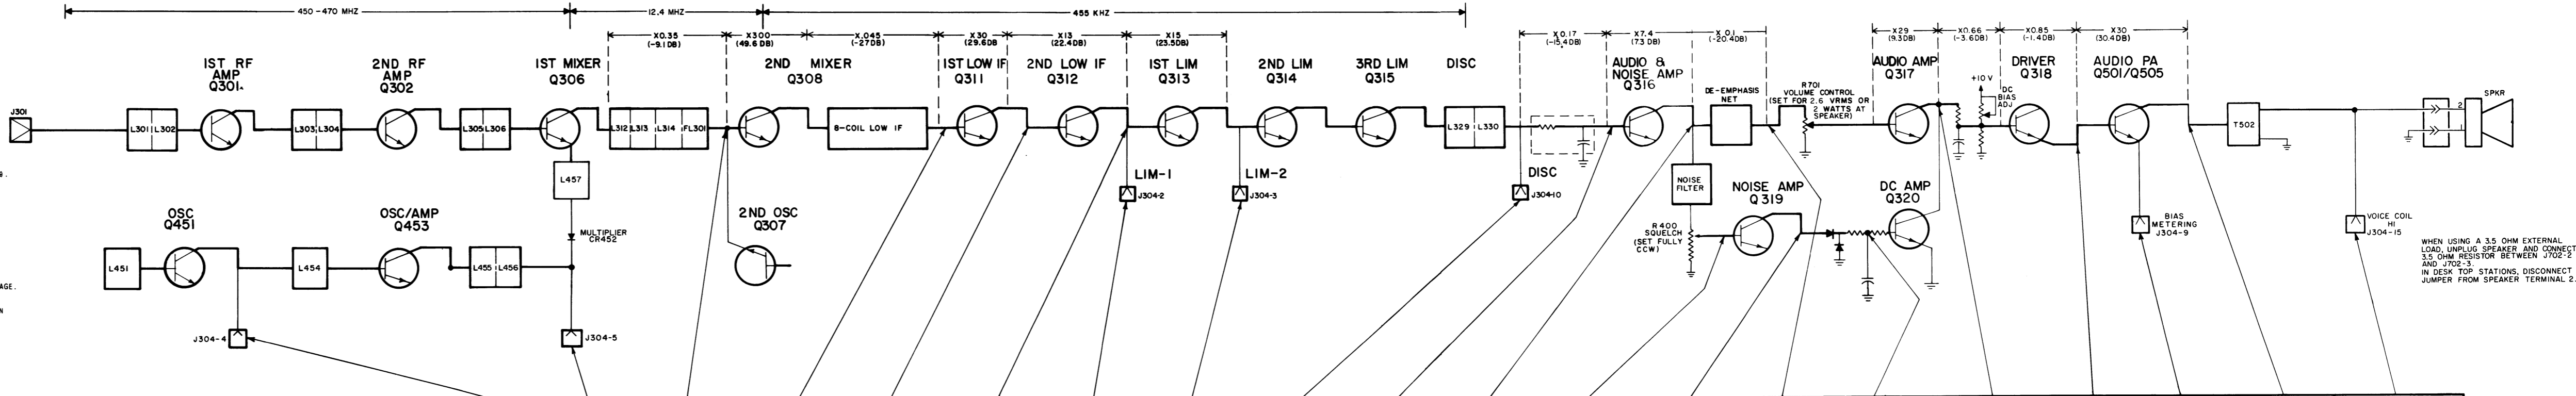 450-470 MHZ
12.4 MHZ
455 KHZ
X0.35
(-9.1DB)
X300
(49.6 DB)
X.045
(-27DB)
X30
(29.6DB
X13
(22.4DB)
X15
(23.5DB)
X 0.17
(-15.4DB)
X7.4
(73 DB)
X 0.1
(-20.4DB)
X29
(9.3DB)
X0.66
(-3.6DB)
X0.85
(-1.4DB)
X30
(30.4DB)
1ST RF
AMP
Q301
2ND RF
AMP
Q302
1ST MIXER
Q306
2ND MIXER
Q308
1ST LOW IF
Q311
2ND LOW IF
Q312
1ST LIM
Q313
2ND LIM
Q314
3RD LIM
Q315
DISC
AUDIO &
NOISE AMP
Q316
DE-EMPHASIS
NET
R701
VOLUME CONTROL
(SET FOR 2.6 VRMS OR
2 WATTS AT
SPEAKER)
AUDIO AMP
Q317
+10 V
DC
BIAS
ADJ
DRIVER
Q318
AUDIO PA
Q501/Q505
SPKR
J301
L301 L302
L303 L304
L305 L306
L312 L313 L314 FL301
8-COIL LOW IF
L329 L330
T502
2
1
L457
MULTIPLIER
CR452
LIM-1
J304-2
LIM-2
J304-3
DISC
J304-10
NOISE
FILTER
R400
SQUELCH
(SET FULLY
CCW)
NOISE AMP
Q319
DC AMP
Q320
BIAS
METERING
J304-9
VOICE COIL
HI
J304-15
OSC
Q451
OSC/AMP
Q453
2ND OSC
Q307
L451
L454
L455 L456
J304-4
J304-5
AGE.
N
WHEN USING A 3.5 OHM EXTERNAL
LOAD, UNPLUG SPEAKER AND CONNECT
3.5 OHM RESISTOR BETWEEN J702-2
AND J702-3.
IN DESK TOP STATIONS, DISCONNECT
JUMPER FROM SPEAKER TERMINAL 2.